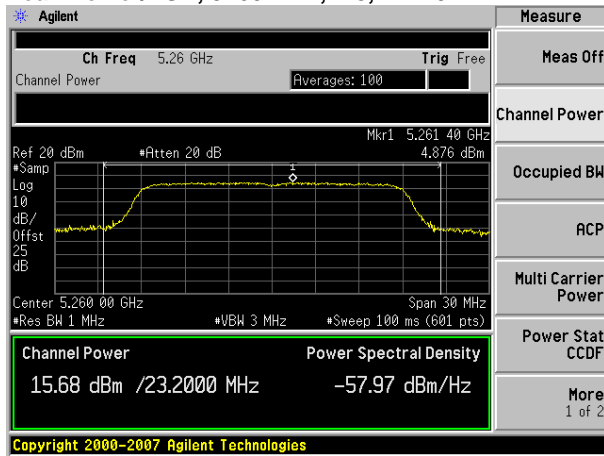 Agilent
Measure
Ch Freq 5.26 GHz
Trig Free
Meas Off
Channel Power
Averages: 100
Channel Power
Mkr1 5.261 40 GHz
Ref 20 dBm
#Atten 20 dB
4.876 dBm
#Samp
1
Log
10
dB/
Offst
25
dB
Occupied BW
ACP
Multi Carrier
Power
Center 5.260 00 GHz
Span 30 MHz
#Res BW 1 MHz
#VBW 3 MHz
#Sweep 100 ms (601 pts)
Power Stat
CCDF
Channel Power
Power Spectral Density
15.68 dBm /23.2000 MHz
-57.97 dBm/Hz
More
1 of 2
Copyright 2000-2007 Agilent Technologies